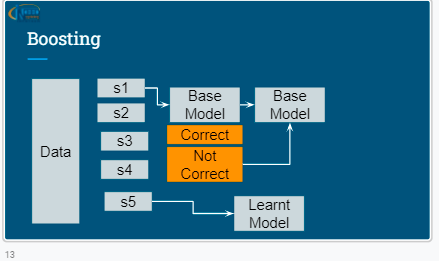 Boosting
Data
s1
s2
s3
s4
s5
Base
Model
Base
Model
Correct
Not
Correct
Learnt
Model
13